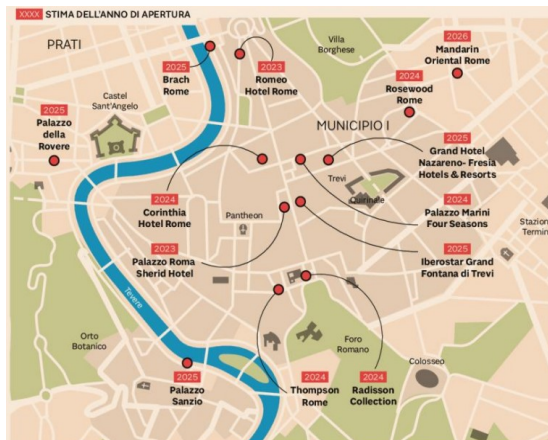 XXXX STIMA DELL'ANNO DI APERTURA
PRATI
Villa
Borghese
2026
Mandarin
Oriental Rome
2025
Brach
Rome
2023
Romeo
Hotel Rome
2024
Rosewood
Rome
Castel
Sant'Angelo
2025
Palazzo
della
Rovere
MUNICIPIO I
2025
Grand Hotel
Nazareno- Fresia
Hotels & Resorts
Trevi
Quirinale
2024
Corinthia
Hotel Rome
Pantheon
2024
Palazzo Marini
Four Seasons
Stazion
Termin
2023
Palazzo Roma
Sherid Hotel
2025
Iberostar Grand
Fontana di Trevi
Tevere
Orto
Botanico
Foro
Romano
Colosseo
2025
Palazzo
Sanzio
2024
Thompson
Rome
2024
Radisson
Collection